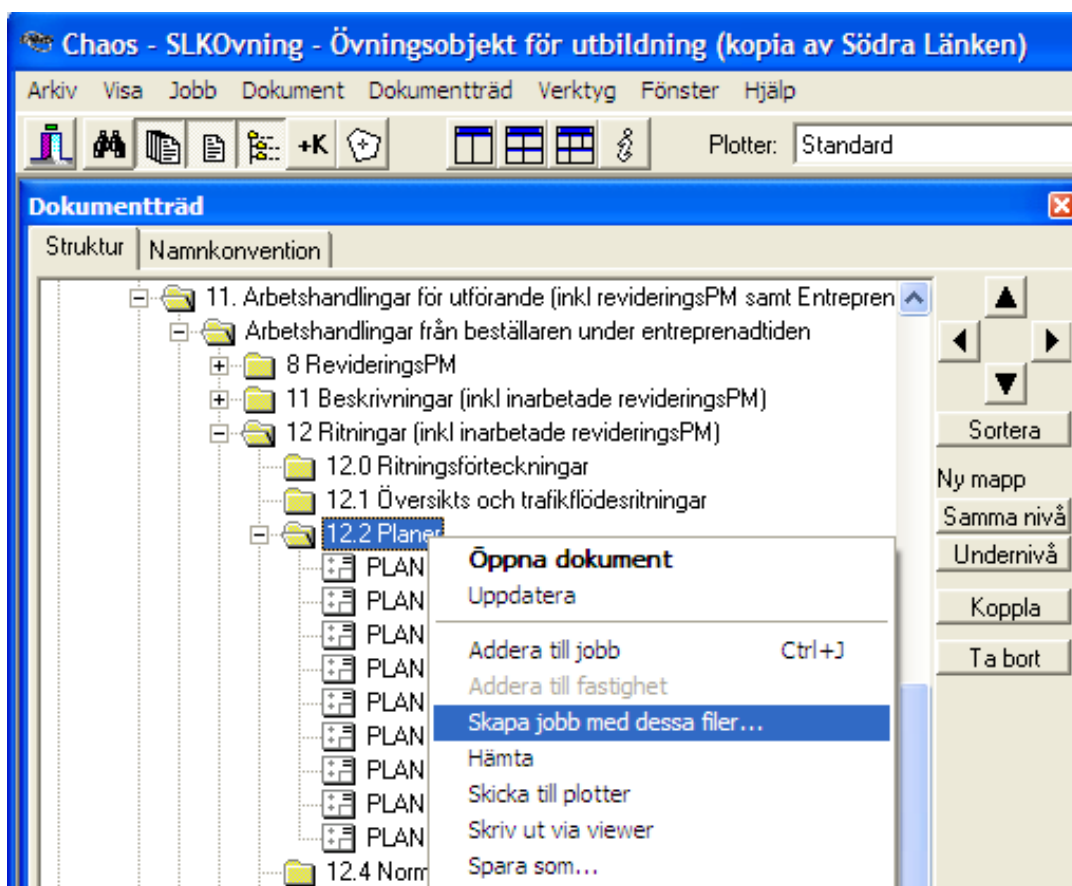 Chaos - SLKOvning - Övningsobjekt för utbildning (kopia av Södra Länken)
Arkiv Visa Jobb Dokument Dokumentträd Verktyg Fönster Hjälp
+K Plotter: Standard
Dokumentträd
Struktur Namnkonvention
11. Arbetshandlingar för utförande (inkl revideringsPM samt Entrepren
Arbetshandlingar från beställaren under entreprenadtiden
8 RevideringsPM
11 Beskrivningar (inkl inarbetade revideringsPM)
12 Ritningar (inkl inarbetade revideringsPM)
12.0 Ritningsförteckningar
12.1 Översikts och trafikflödesritningar
12.2 Planer
PLAN
PLAN
PLAN
PLAN
PLAN
PLAN
PLAN
PLAN
PLAN
12.4 Norm
Öppna dokument
Uppdatera
Addera till jobb Ctrl+J
Addera till fastighet
Skapa jobb med dessa filer...
Hämta
Skicka till plotter
Skriv ut via viewer
Spara som...
Sortera
Ny mapp
Samma nivå
Undernivå
Koppla
Ta bort